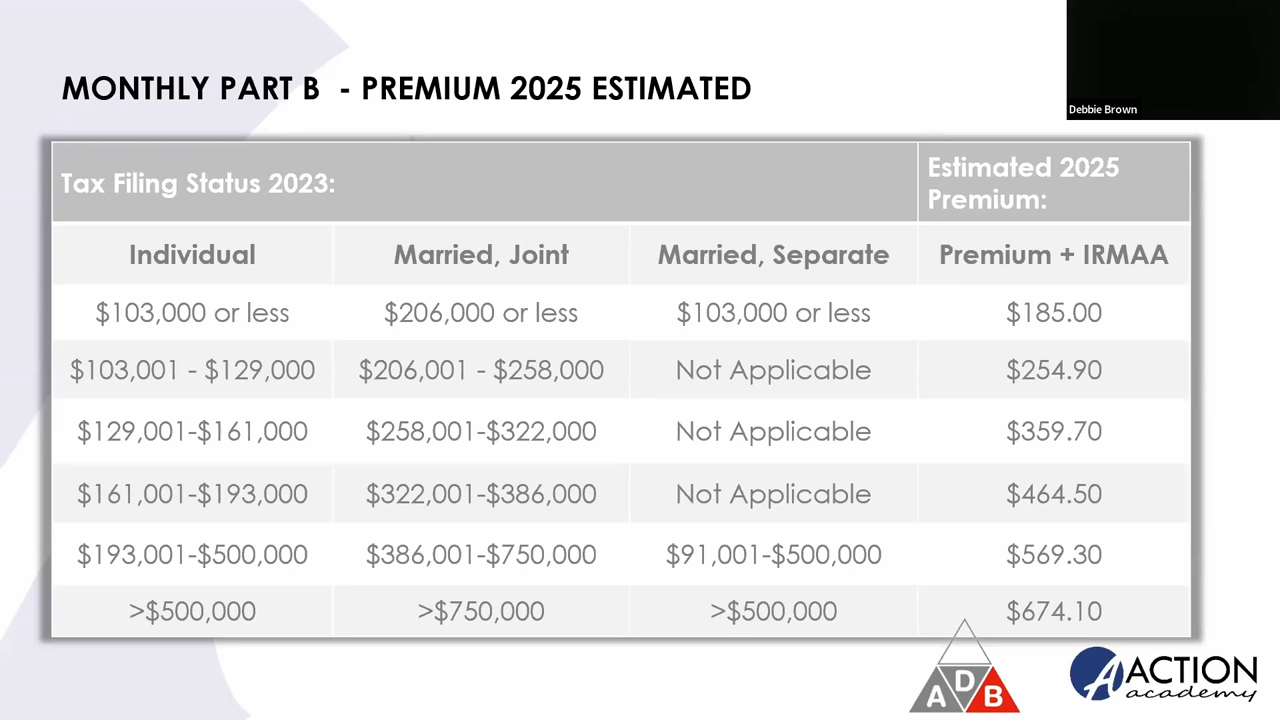 MONTHLY PART B - PREMIUM 2025 ESTIMATED
Debbie Brown
Tax Filing Status 2023:
Estimated 2025
Premium:
Individual Married, Joint Married, Separate Premium + IRMAA
$103,000 or less $206,000 or less $103,000 or less $185.00
$103,001 - $129,000 $206,001 - $258,000 Not Applicable $254.90
$129,001-$161,000 $258,001-$322,000 Not Applicable $359.70
$161,001-$193,000 $322,001-$386,000 Not Applicable $464.50
$193,001-$500,000 $386,001-$750,000 $91,001-$500,000 $569.30
>$500,000 >$750,000 >$500,000 $674.10
ADB
A ACTION
academy